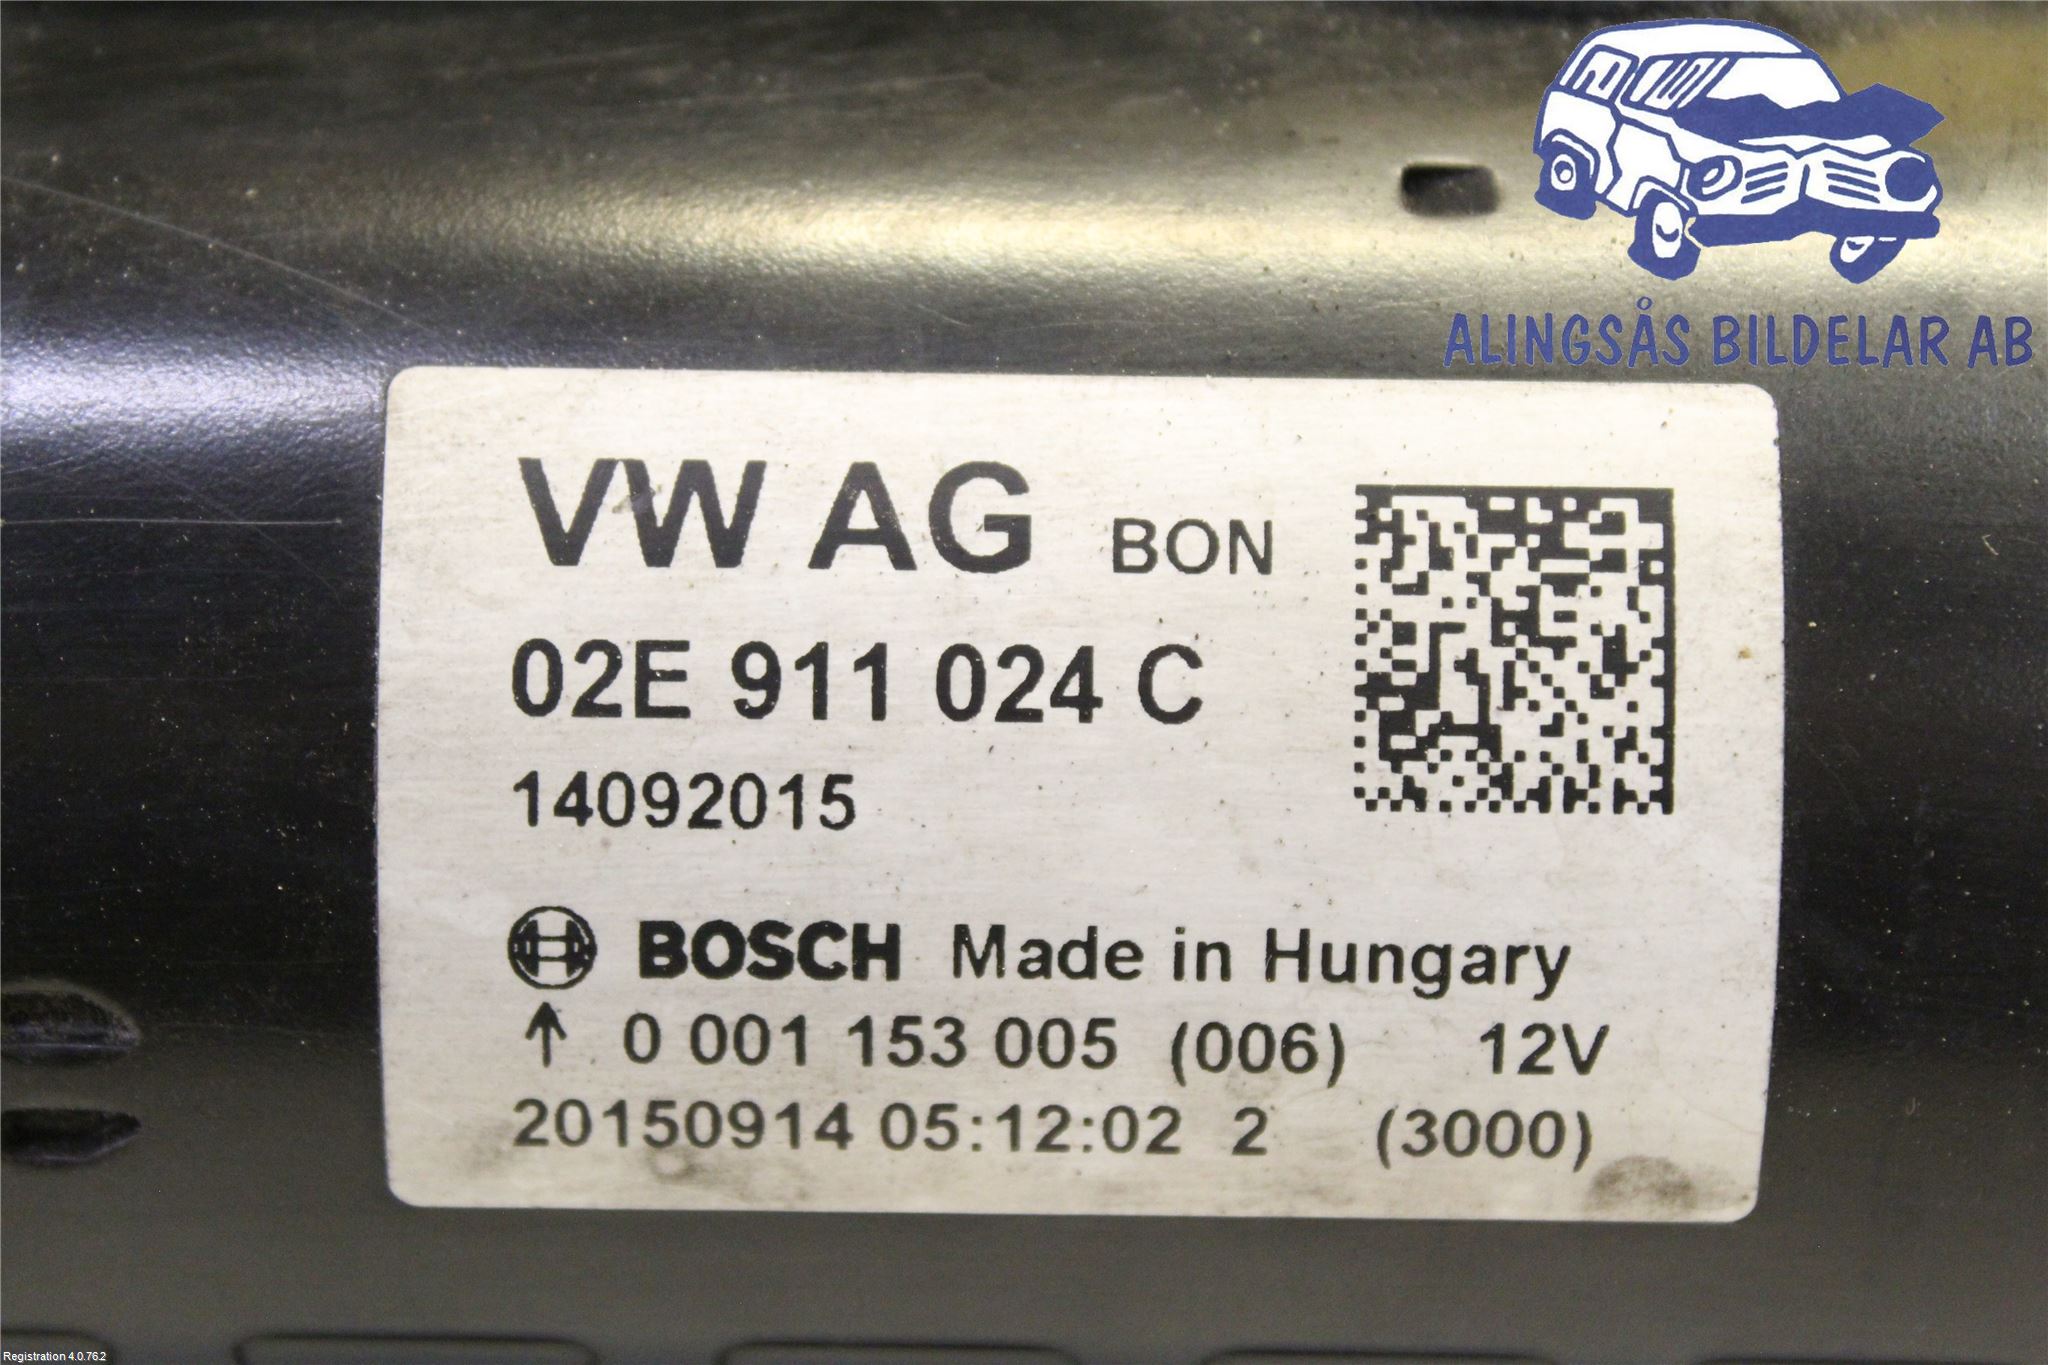 ALINGSÅS BILDELAR AB
VW AG BON
02E 911 024 C
14092015
BOSCH Made in Hungary
↑ 0 001 153 005 (006) 12V
20150914 05:12:02 2 (3000)
Registration 4.0.76.2